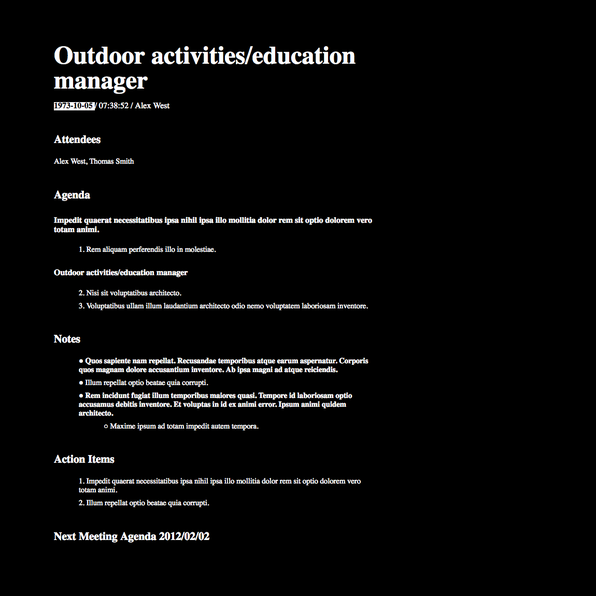 Outdoor activities/education
manager
1973-10-05/ 07:38:52 / Alex West
Attendees
Alex West, Thomas Smith
Agenda
Impedit quaerat necessitatibus ipsa nihil ipsa illo mollitia dolor rem sit optio dolorem vero
totam animi.
1. Rem aliquam perferendis illo in molestiae.
Outdoor activities/education manager
2. Nisi sit voluptatibus architecto.
3. Voluptatibus ullam illum laudantium architecto odio nemo voluptatem laboriosam inventore.
Notes
● Quos sapiente nam repellat. Recusandae temporibus atque earum aspernatur. Corporis
quos magnam dolore accusantium inventore. Ab ipsa magni ad atque reiciendis.
● Illum repellat optio beatae quia corrupti.
● Rem incidunt fugiat illum temporibus maiores quasi. Tempore id laboriosam optio
accusamus debitis inventore. Et voluptas in id ex animi error. Ipsum animi quidem
architecto.
○ Maxime ipsum ad totam impedit autem tempora.
Action Items
1. Impedit quaerat necessitatibus ipsa nihil ipsa illo mollitia dolor rem sit optio dolorem vero
totam animi.
2. Illum repellat optio beatae quia corrupti.
Next Meeting Agenda 2012/02/02